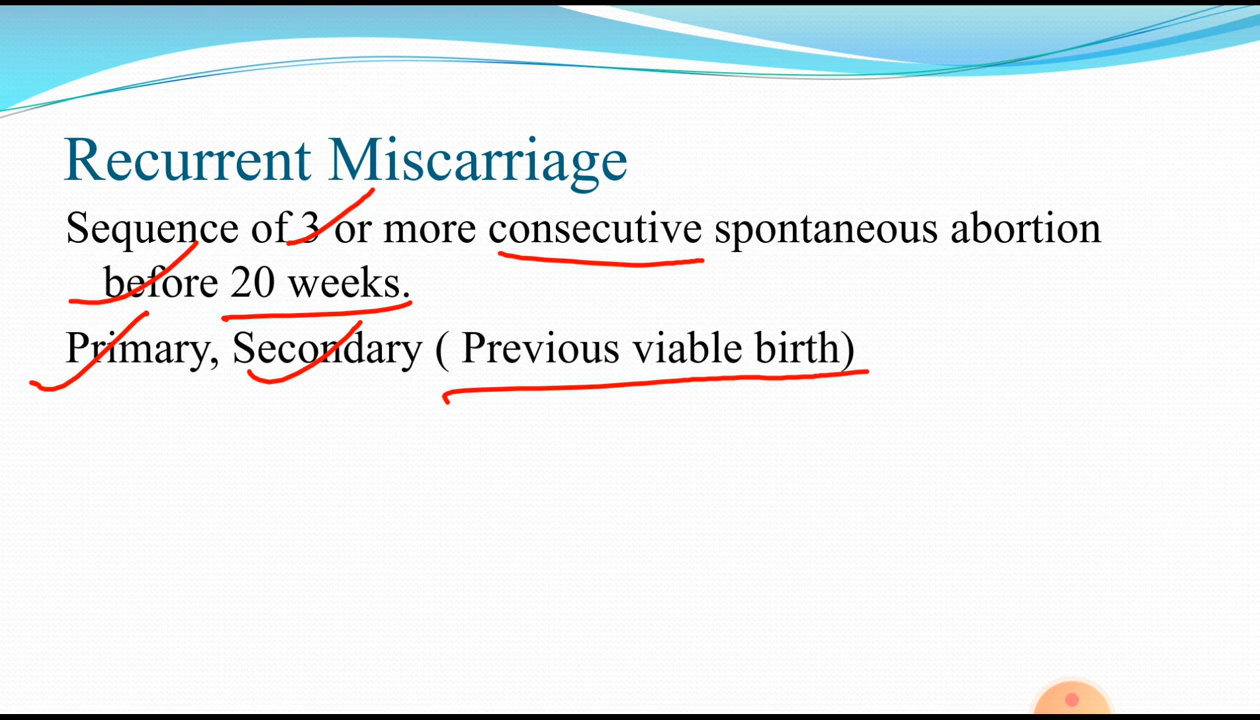 Recurrent Miscarriage
Sequence of 3 or more consecutive spontaneous abortion
before 20 weeks.
Primary, Secondary ( Previous viable birth)